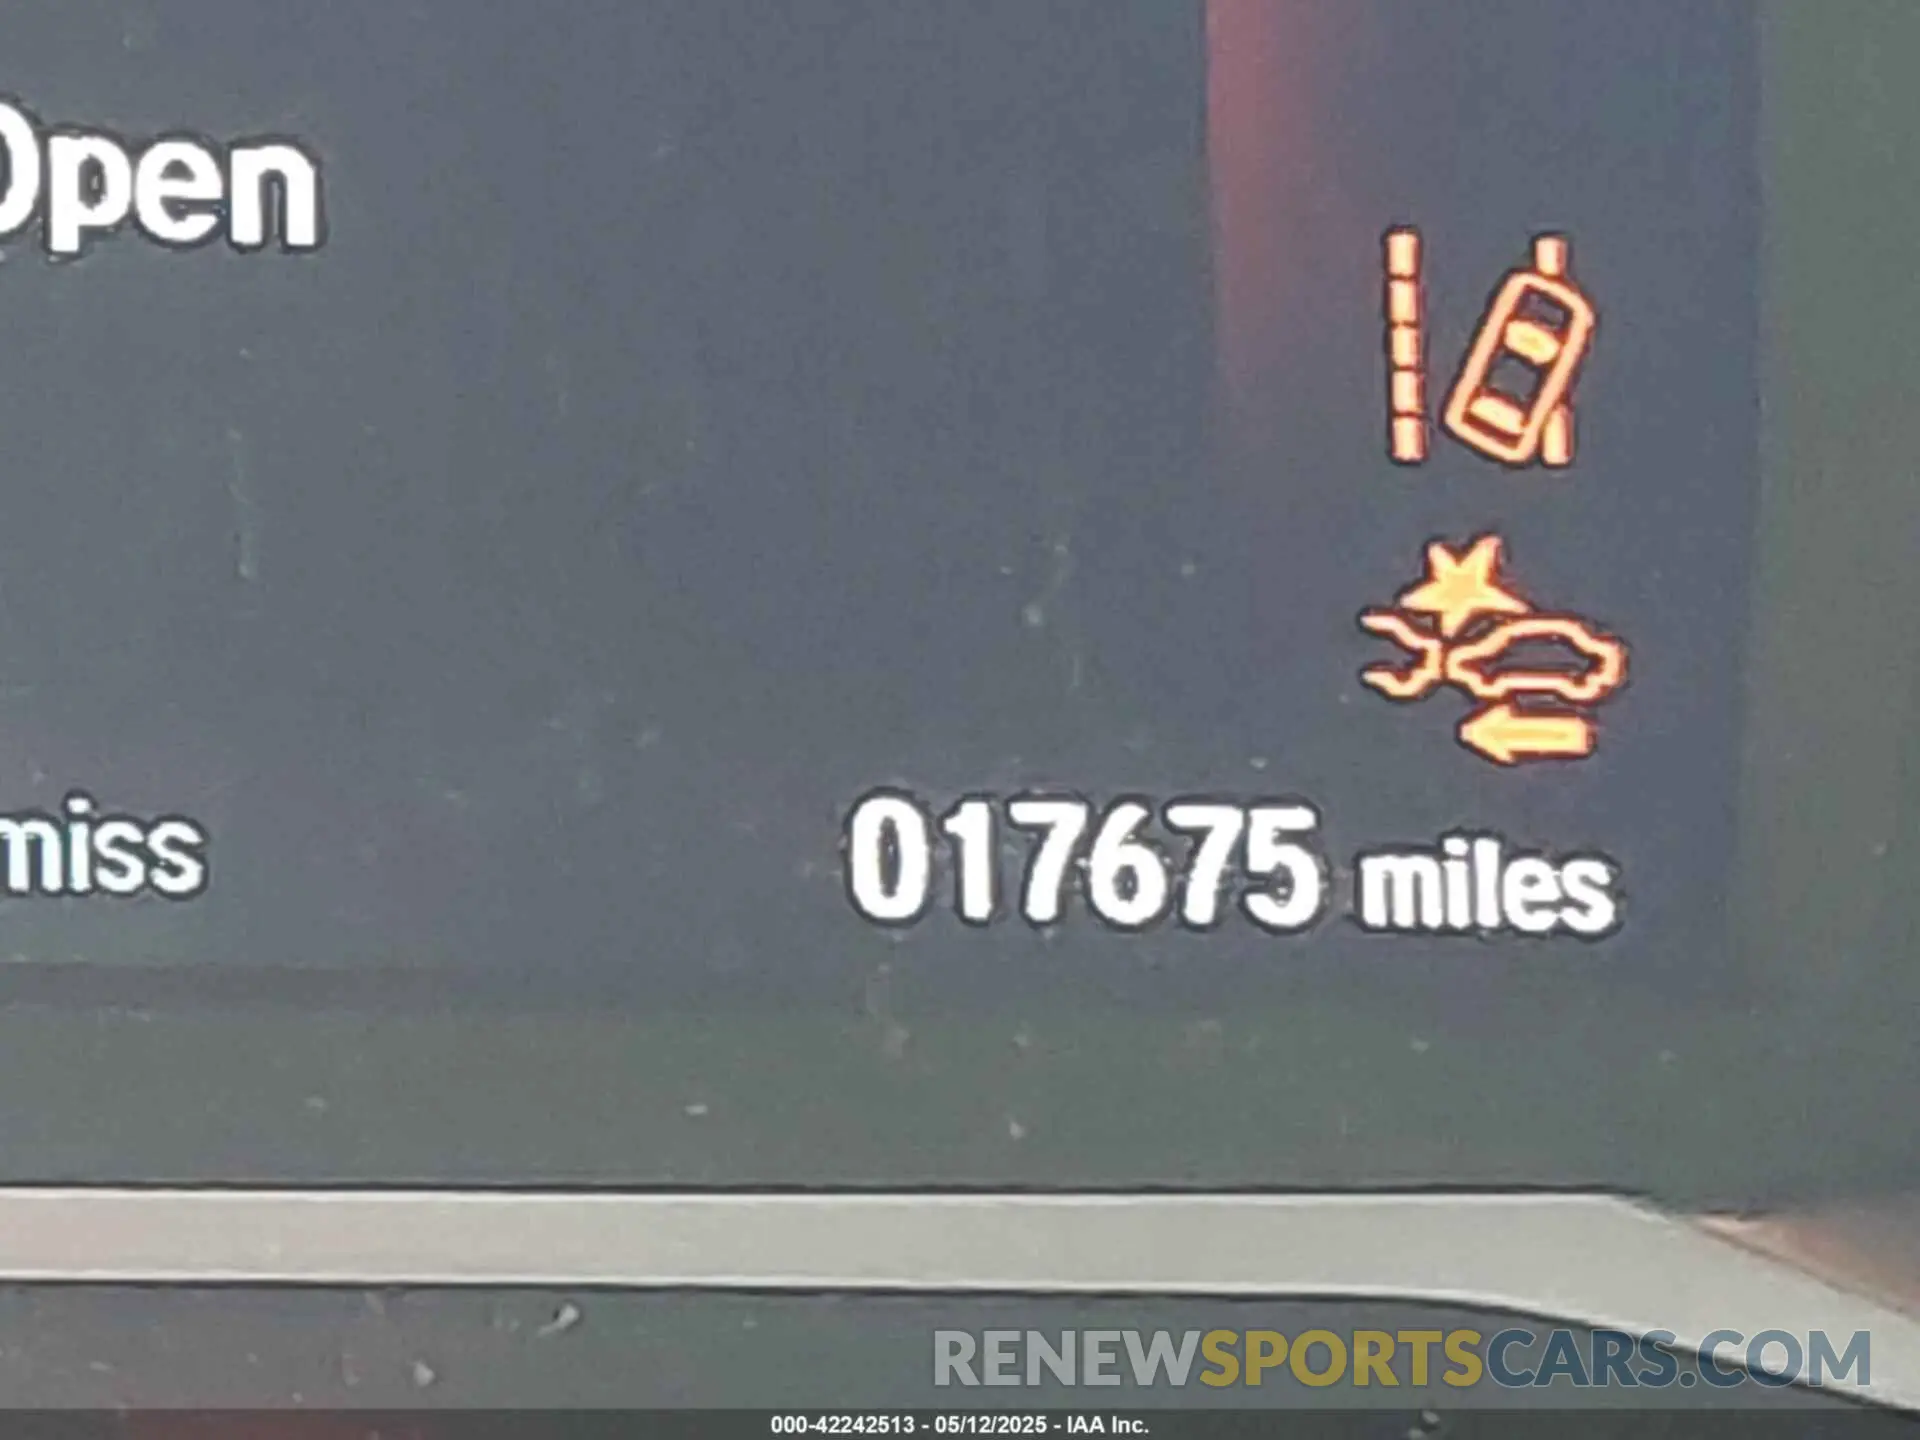 Open
miss
017675 miles
RENEWSPORTSCARS.COM
000-42242513 - 05/12/2025 - IAA Inc.